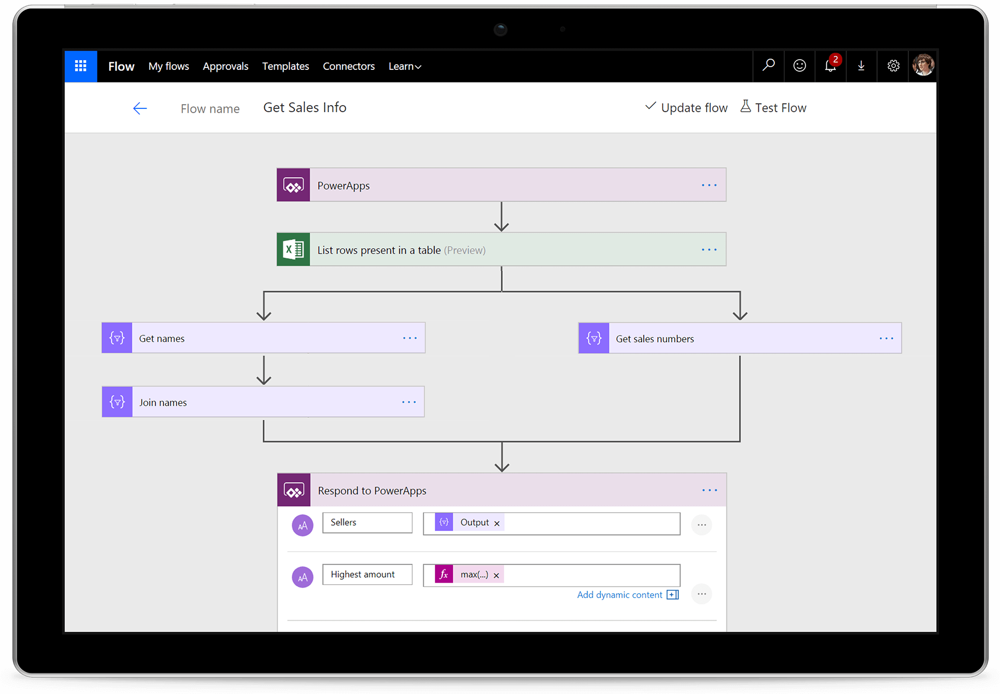 Flow My flows Approvals Templates Connectors Learn 2
Flow name Get Sales Info Update flow Test Flow
PowerApps
List rows present in a table (Preview)
Get names Get sales numbers
Join names
Respond to PowerApps
Sellers Output ×
Highest amount fx max(...) ×
Add dynamic content